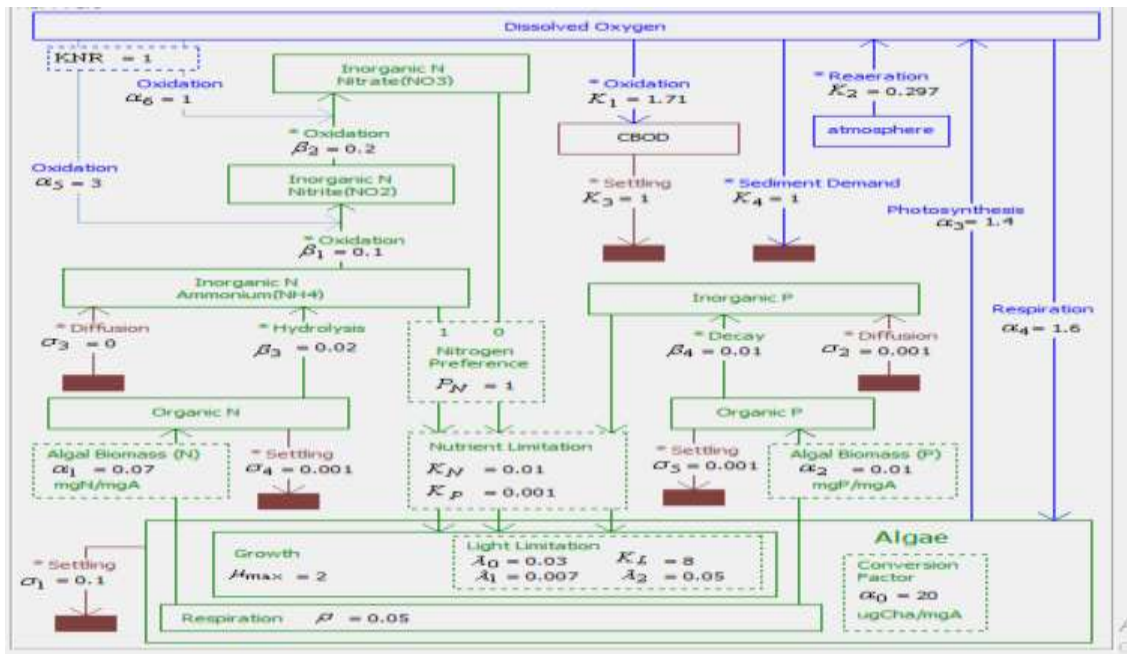 Dissolved Oxygen
KNR = 1
Oxidation
α6 = 1
Inorganic N
Nitrate(NO3)
* Oxidation
K1 = 1.71
* Reaeration
K2 = 0.297
CBOD
atmosphere
* Oxidation
β2 = 0.2
Oxidation
α5 = 3
Inorganic N
Nitrite(NO2)
* Settling
K3 = 1
* Sediment Demand
K4 = 1
Photosynthesis
α3 = 1.4
* Oxidation
β1 = 0.1
Inorganic N
Ammonium(NH4)
Inorganic P
Respiration
α4 = 1.6
* Diffusion
σ3 = 0
* Hydrolysis
β3 = 0.02
1 0
Nitrogen
Preference
PN = 1
* Decay
β4 = 0.01
* Diffusion
σ2 = 0.001
Organic N
Organic P
Algal Biomass (N)
α1 = 0.07
mgN/mgA
* Settling
σ4 = 0.001
Nutrient Limitation
KN = 0.01
KP = 0.001
* Settling
σ5 = 0.001
Algal Biomass (P)
α2 = 0.01
mgP/mgA
Algae
* Settling
σ1 = 0.1
Growth
μmax = 2
Light Limitation
λ0 = 0.03 KL = 8
λ1 = 0.007 λ2 = 0.05
Conversion
Factor
α0 = 20
ugCha/mgA
Respiration ρ = 0.05